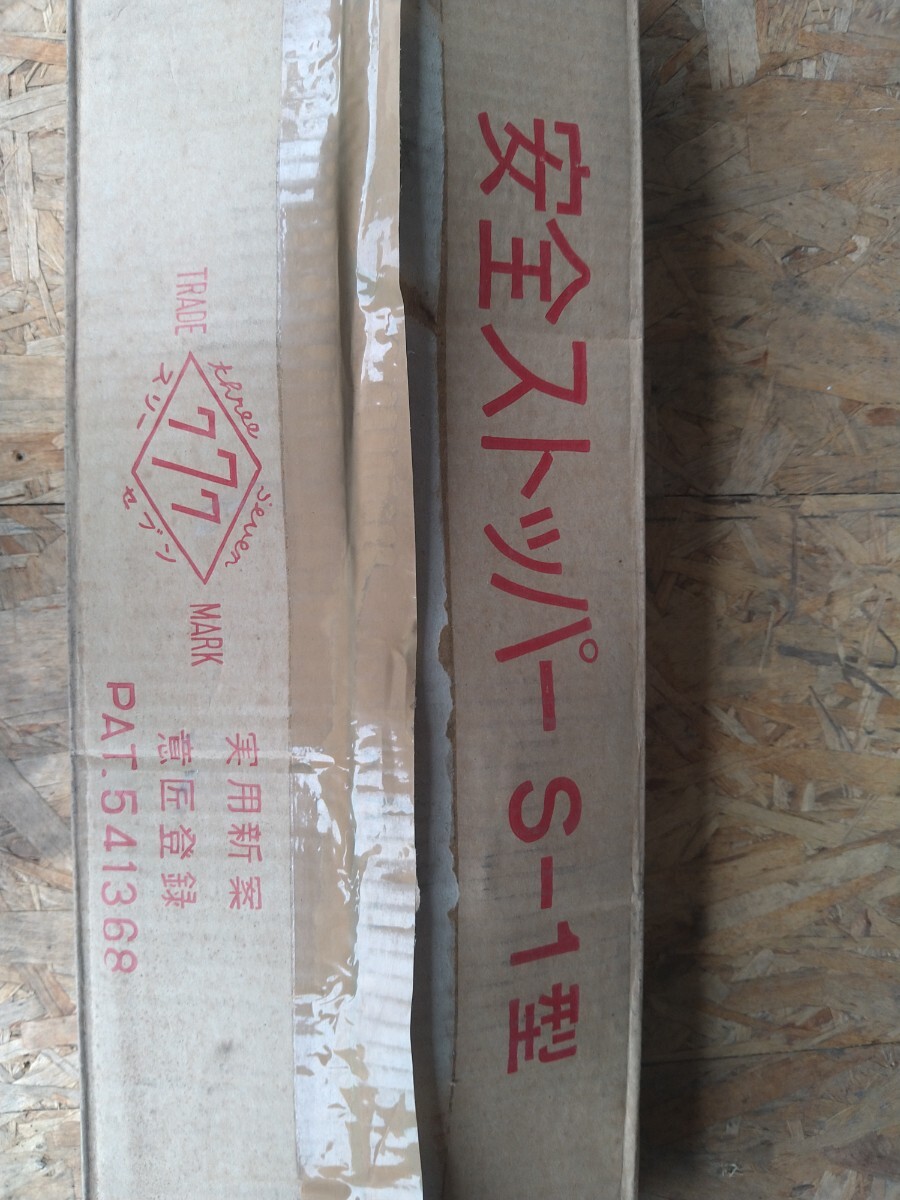 安全ストッパー S-1型
three seven
TRADE 777 MARK
スリー セブン
実用新案
意匠登録
PAT. 541368